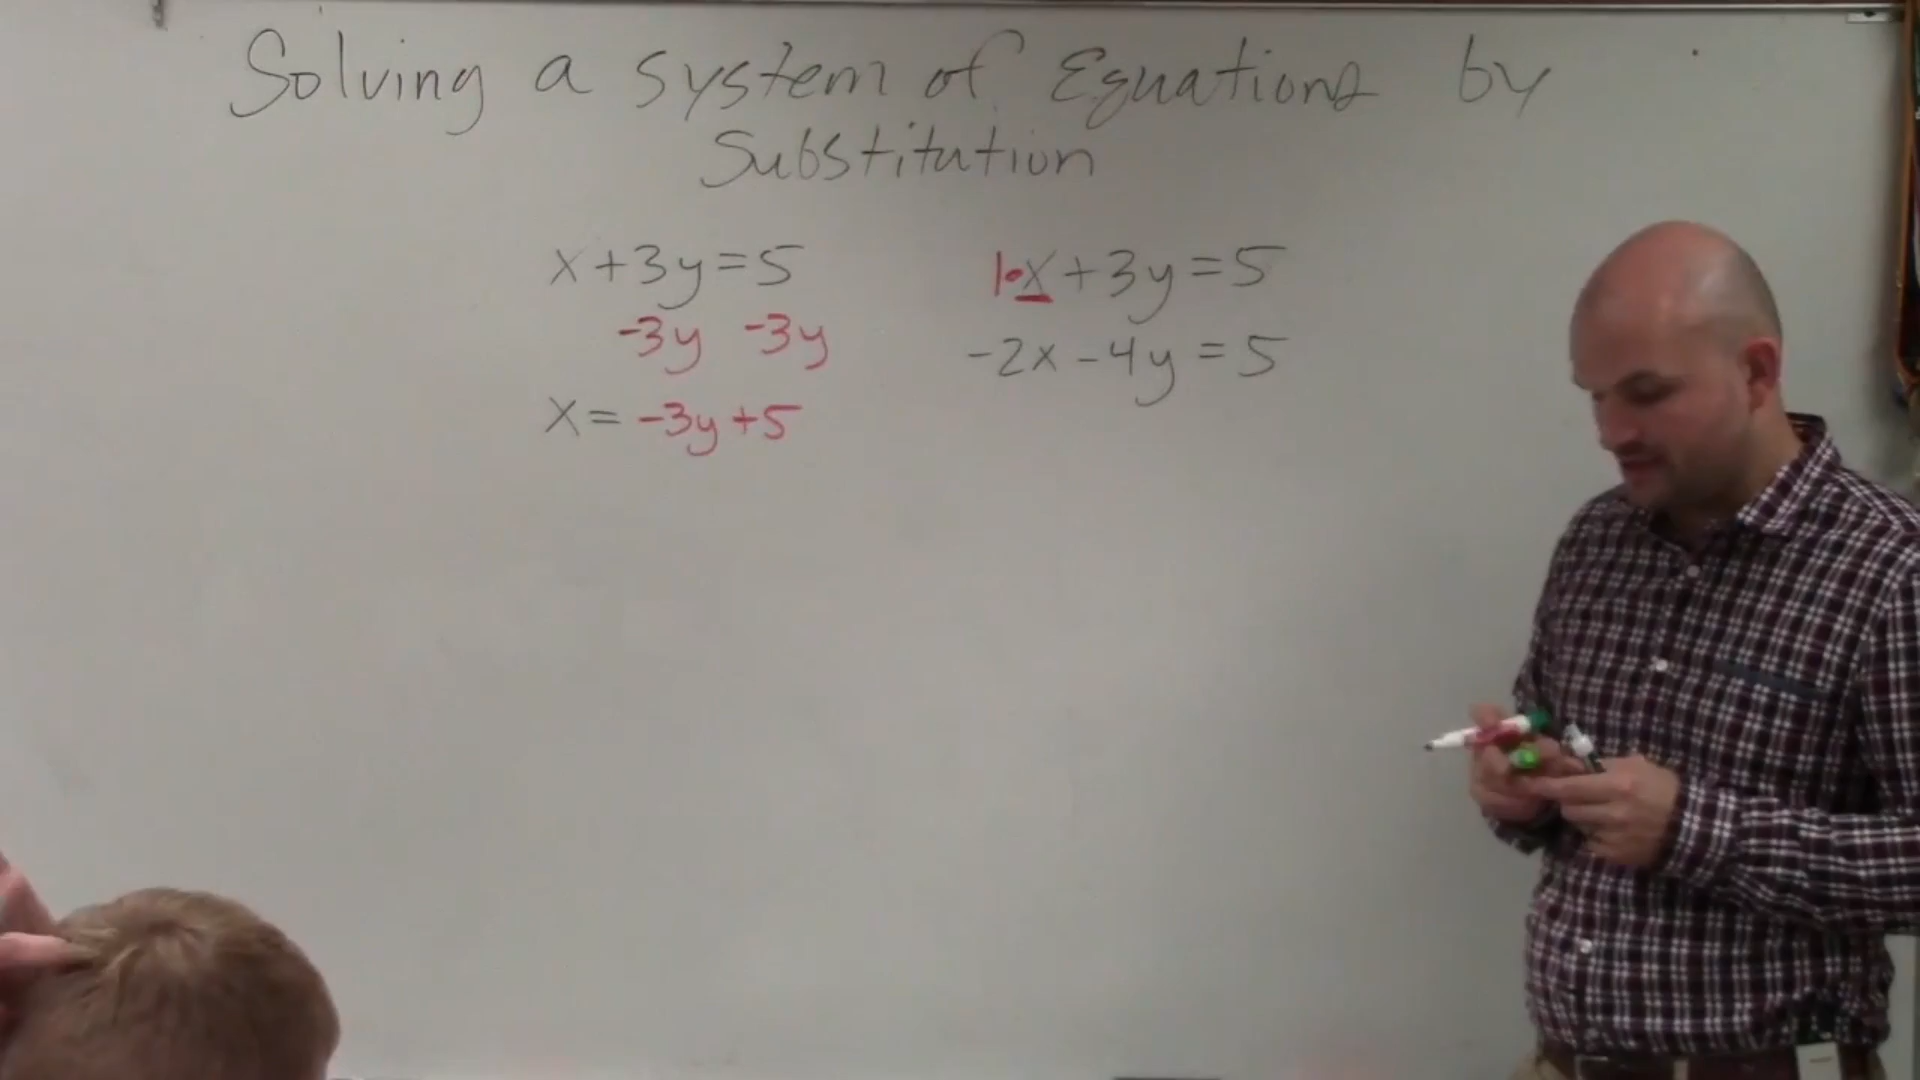 Solving a system of Equations by
Substitution
x+3y=5
-3y -3y
x= -3y+5
1•x+3y=5
-2x-4y=5